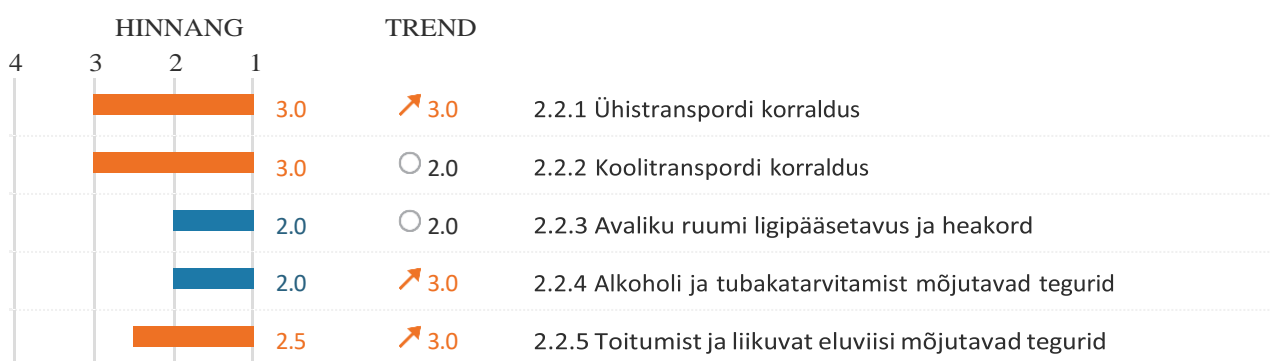 HINNANG TREND
4 3 2 1
3.0 3.0 2.2.1 Ühistranspordi korraldus
3.0 2.0 2.2.2 Koolitranspordi korraldus
2.0 2.0 2.2.3 Avaliku ruumi ligipääsetavus ja heakord
2.0 3.0 2.2.4 Alkoholi ja tubakatarvitamist mõjutavad tegurid
2.5 3.0 2.2.5 Toitumist ja liikuvat eluviisi mõjutavad tegurid